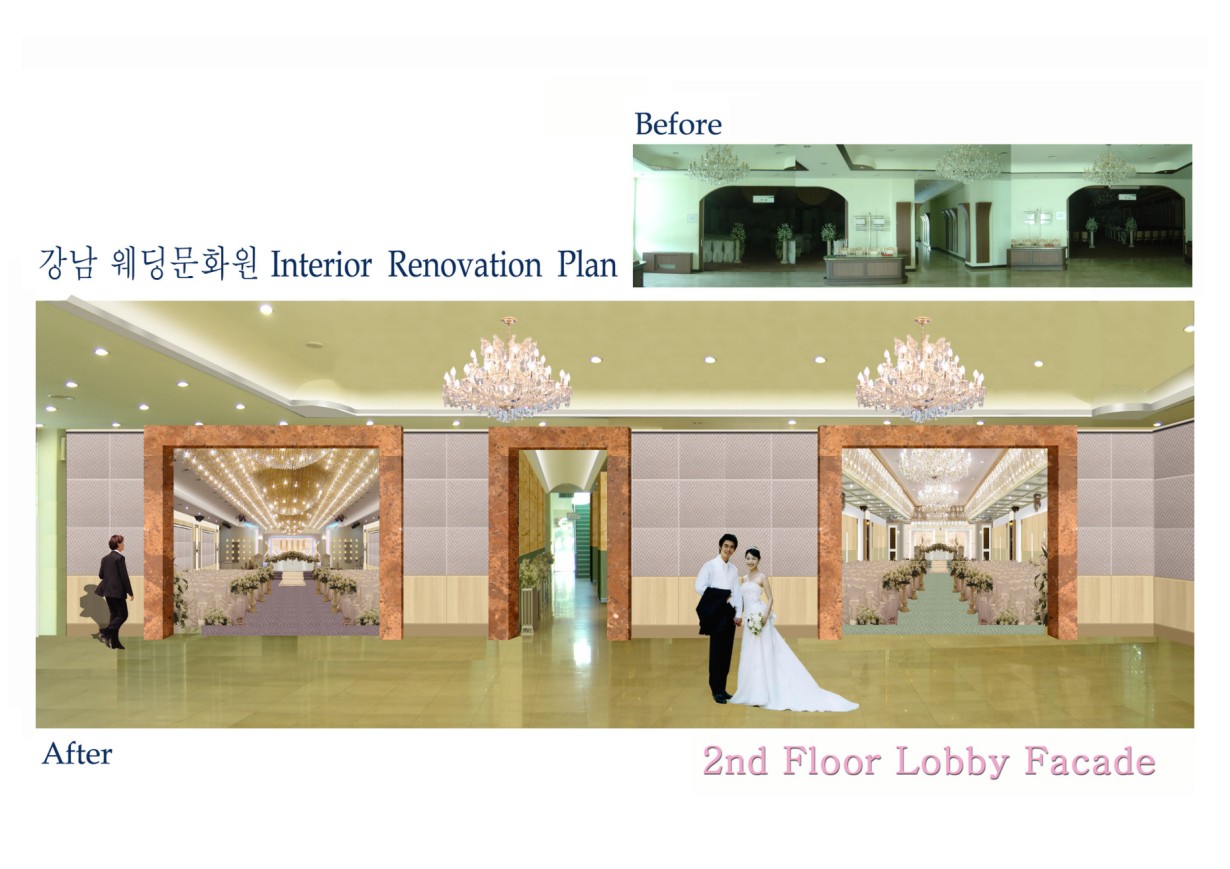 Before
강남 웨딩문화원 Interior Renovation Plan
After
2nd Floor Lobby Facade